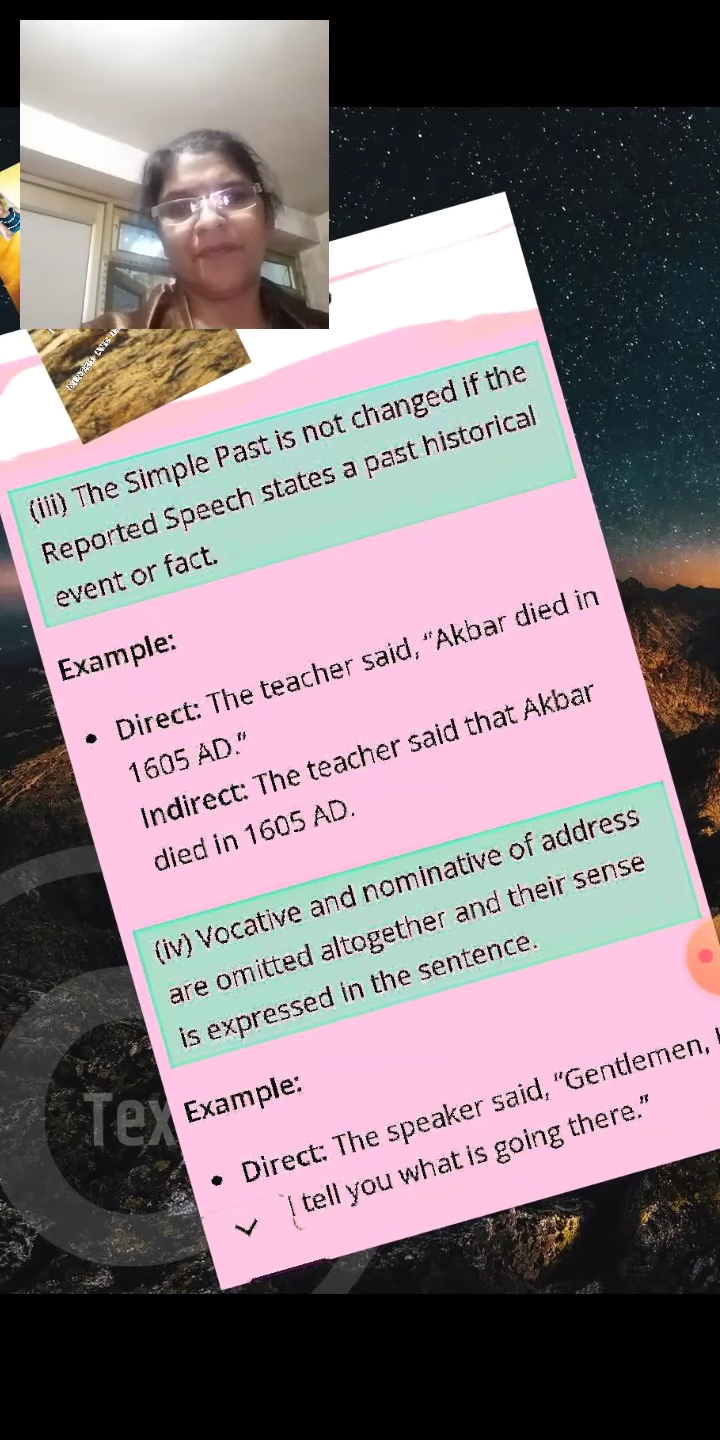 (iii) The Simple Past is not changed if the
Reported Speech states a past historical
event or fact.
Example:
• Direct: The teacher said, “Akbar died in
1605 AD.”
Indirect: The teacher said that Akbar
died in 1605 AD.
(iv) Vocative and nominative of address
are omitted altogether and their sense
is expressed in the sentence.
Example:
• Direct: The speaker said, “Gentlemen,
I tell you what is going there.”
Tex